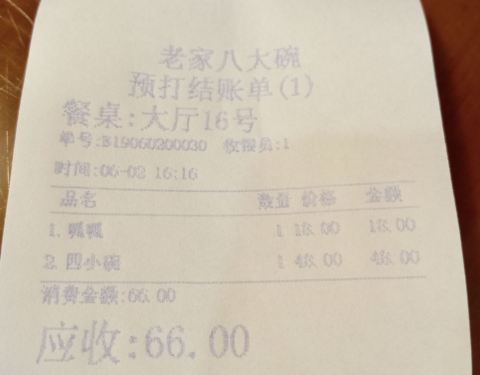 老家八大碗
预打结账单(1)
餐桌:大厅16号
单号:B19060200030 收银员:1
时间:06-02 16:16
品名 数量 价格 金额
1.呱呱 1 18.00 18.00
2.四小碗 1 48.00 48.00
消费金额:66.00
应收:66.00